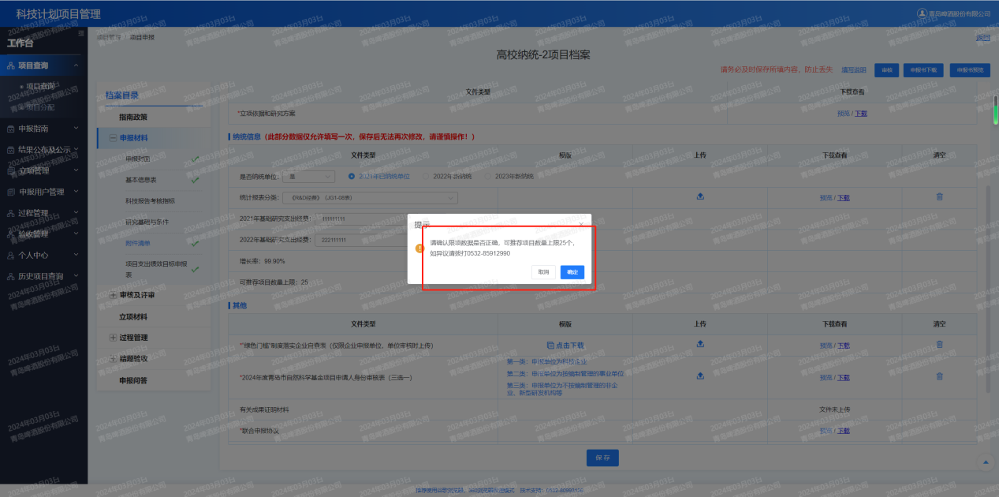 科技计划项目管理
青岛啤酒股份有限公司
工作台
项目管理 / 项目申报
返回
高校纳统-2项目档案
请务必及时保存所填内容，防止丢失 填写说明 审核 申报书下载 申报书预览
项目查询
项目查询
项目分配
申报指南
结果公布及公示
立项管理
申报用户管理
过程管理
验收管理
个人中心
历史项目查询
档案目录
指南政策
申报材料
申报封面
基本信息表
科技报告考核指标
研究基础与条件
附件清单
项目支出绩效目标申报
表
审核及评审
立项材料
过程管理
结题验收
申报问答
文件类型 下载查看
*立项依据和研究方案 预览 / 下载
纳统信息（此部分数据仅允许填写一次，保存后无法再次修改，请谨慎操作！）
文件类型 模版 上传 下载查看 清空
是否纳统单位: 是 2021年已纳统单位 2022年新纳统 2023年新纳统
统计报表分类: 《R&D经费》（JG1-06表） 预览 / 下载
2021年基础研究支出经费: 111111111
2022年基础研究支出经费: 222111111
增长率: 99.90%
可推荐项目数量上限: 25
提示
请确认限项数据是否正确，可推荐项目数量上限25个,
如异议请拨打0532-85912990
取消 确定
其他
文件类型 模版 上传 下载查看 清空
*"绿色门槛"制度落实企业自查表（仅限企业申报单位，单位审核时上传） 点击下载 预览 / 下载
*2024年度青岛市自然科学基金项目申请人身份审核表（三选一） 预览 / 下载
第一类：申报单位为科技企业
第二类：申报单位为按编制管理的事业单位
第三类：申报单位为不按编制管理的非企
业、新型研发机构等
有关成果证明材料 文件未上传
*联合申报协议 预览 / 下载
保 存
推荐使用谷歌浏览器、360浏览器极速模式 技术支持：
2024年03月03日
青岛啤酒股份有限公司